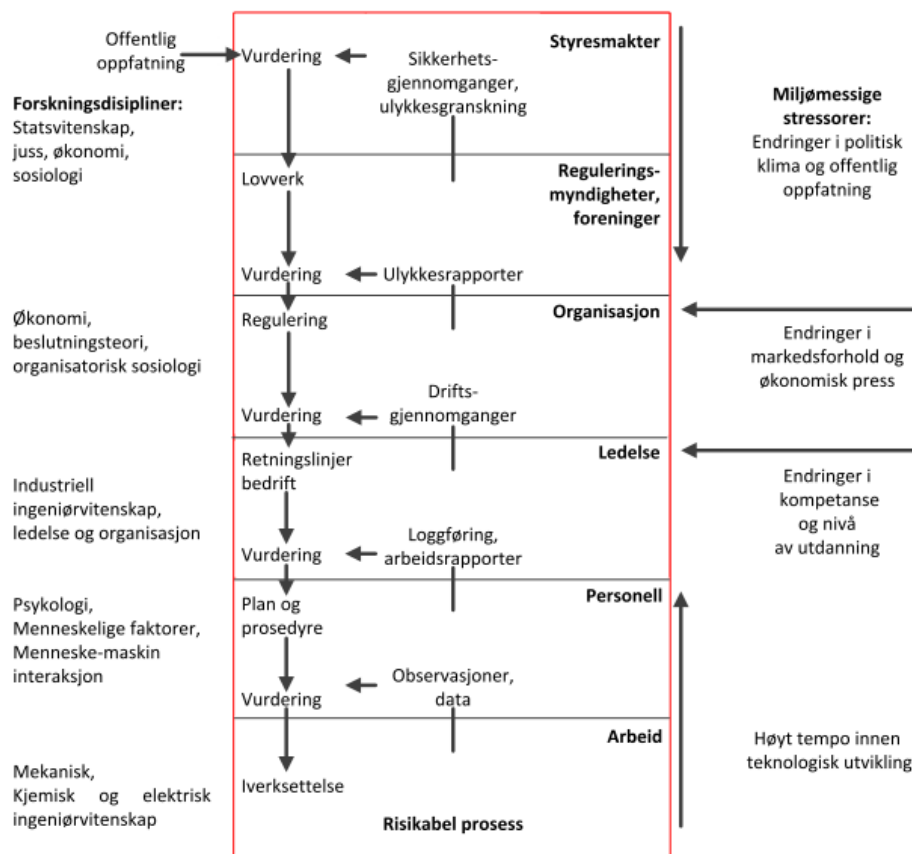 Offentlig
oppfatning
Vurdering
Sikkerhets-
gjennomganger,
ulykkesgranskning
Styresmakter
Forskningsdisipliner:
Statsvitenskap,
juss, økonomi,
sosiologi
Miljømessige
stressorer:
Endringer i politisk
klima og offentlig
oppfatning
Lovverk
Regulerings-
myndigheter,
foreninger
Vurdering
Ulykkesrapporter
Økonomi,
beslutningsteori,
organisatorisk sosiologi
Regulering
Organisasjon
Endringer i
markedsforhold og
økonomisk press
Vurdering
Drifts-
gjennomganger
Retningslinjer
bedrift
Ledelse
Industriell
ingeniørvitenskap,
ledelse og organisasjon
Endringer i
kompetanse
og nivå
av utdanning
Vurdering
Loggføring,
arbeidsrapporter
Psykologi,
Menneskelige faktorer,
Menneske-maskin
interaksjon
Plan og
prosedyre
Personell
Vurdering
Observasjoner,
data
Arbeid
Høyt tempo innen
teknologisk utvikling
Mekanisk,
Kjemisk og elektrisk
ingeniørvitenskap
Iverksettelse
Risikabel prosess